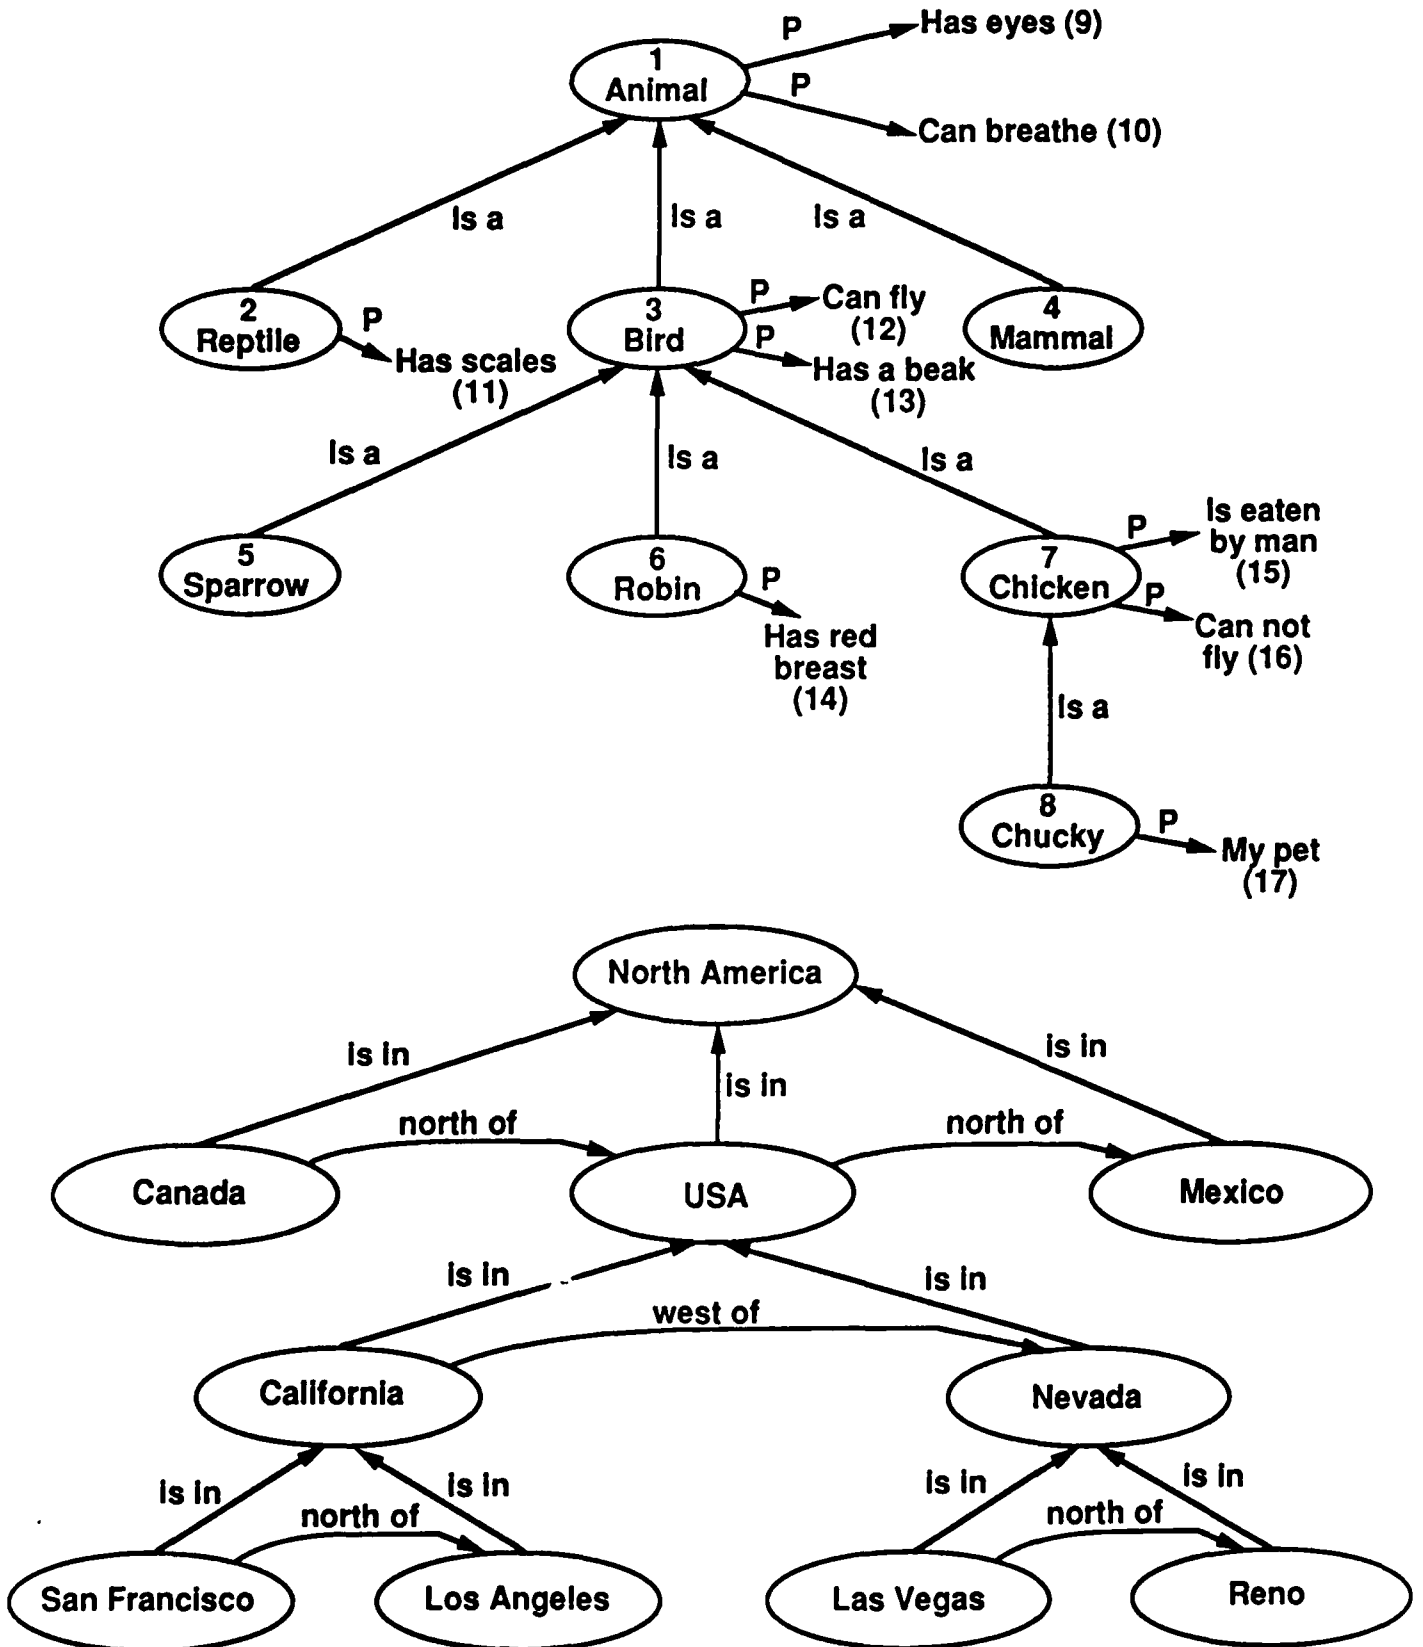 P
Has eyes (9)
1
Animal
P
Can breathe (10)
Is a
Is a
Is a
2
Reptile
P
Has scales
(11)
3
Bird
P
Can fly
(12)
P
Has a beak
(13)
4
Mammal
Is a
Is a
Is a
5
Sparrow
6
Robin
P
Has red
breast
(14)
7
Chicken
P
Is eaten
by man
(15)
P
Can not
fly (16)
Is a
8
Chucky
P
My pet
(17)
North America
is in
is in
is in
north of
north of
Canada
USA
Mexico
is in
is in
west of
California
Nevada
is in
is in
north of
is in
is in
north of
San Francisco
Los Angeles
Las Vegas
Reno